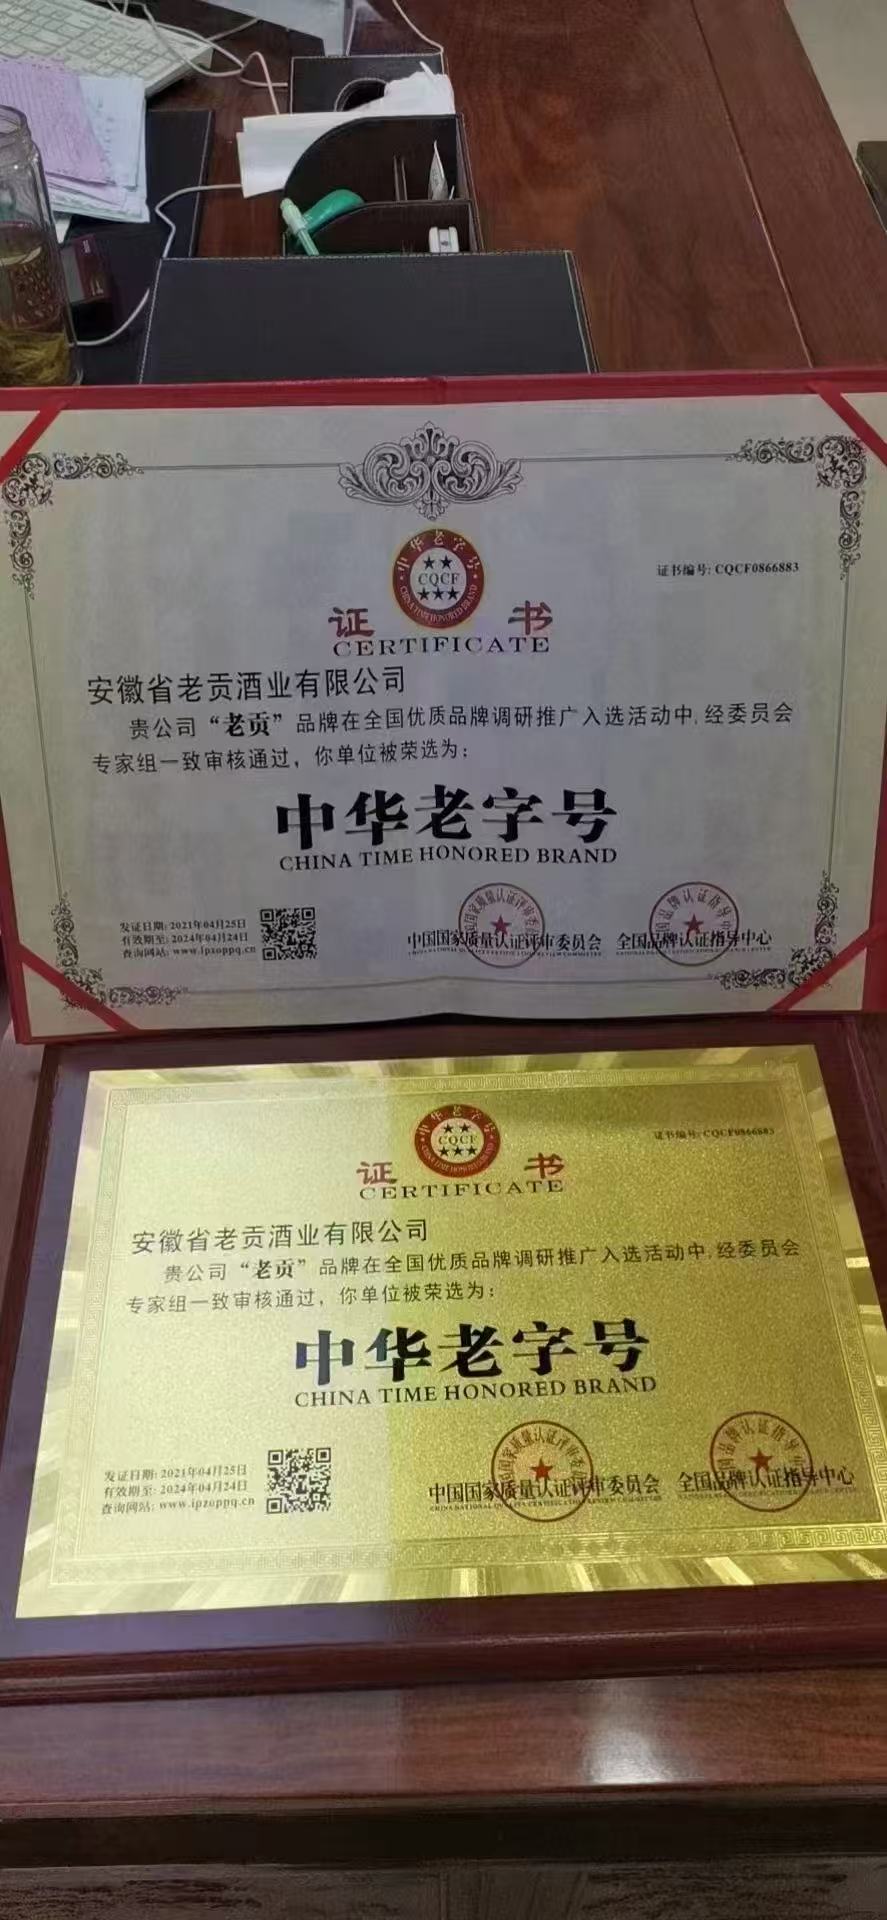 中华老字号
CQCF
CHINA TIME HONORED BRAND
证书编号: CQCF0866883
证 书
CERTIFICATE
安徽省老贡酒业有限公司
贵公司“老贡”品牌在全国优质品牌调研推广入选活动中,经委员会
专家组一致审核通过，你单位被荣选为：
中华老字号
CHINA TIME HONORED BRAND
发证日期: 2021年04月25日
有效期至: 2024年04月24日
查询网站: www.ipzoppq.cn
中国国家质量认证评审委员会
全国品牌认证指导中心
中华老字号
CQCF
CHINA TIME HONORED BRAND
证书编号: CQCF0866883
证 书
CERTIFICATE
安徽省老贡酒业有限公司
贵公司“老贡”品牌在全国优质品牌调研推广入选活动中,经委员会
专家组一致审核通过，你单位被荣选为：
中华老字号
CHINA TIME HONORED BRAND
发证日期: 2021年04月25日
有效期至: 2024年04月24日
查询网站: www.ipzoppq.cn
中国国家质量认证评审委员会
全国品牌认证指导中心